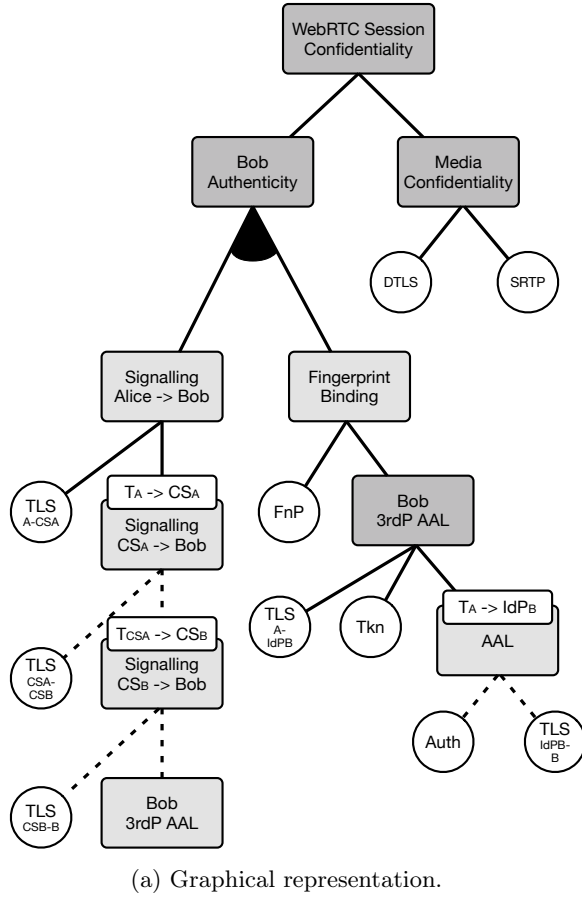 WebRTC Session
Confidentiality
Bob
Authenticity
Media
Confidentiality
DTLS
SRTP
Signalling
Alice -> Bob
Fingerprint
Binding
TLS
A-CSA
TA -> CSA
Signalling
CSA -> Bob
FnP
Bob
3rdP AAL
TLS
A-
IdPB
Tkn
TA -> IdPB
AAL
TLS
CSA-
CSB
TCSA -> CSB
Signalling
CSB -> Bob
Auth
TLS
IdPB-
B
TLS
CSB-B
Bob
3rdP AAL
(a) Graphical representation.